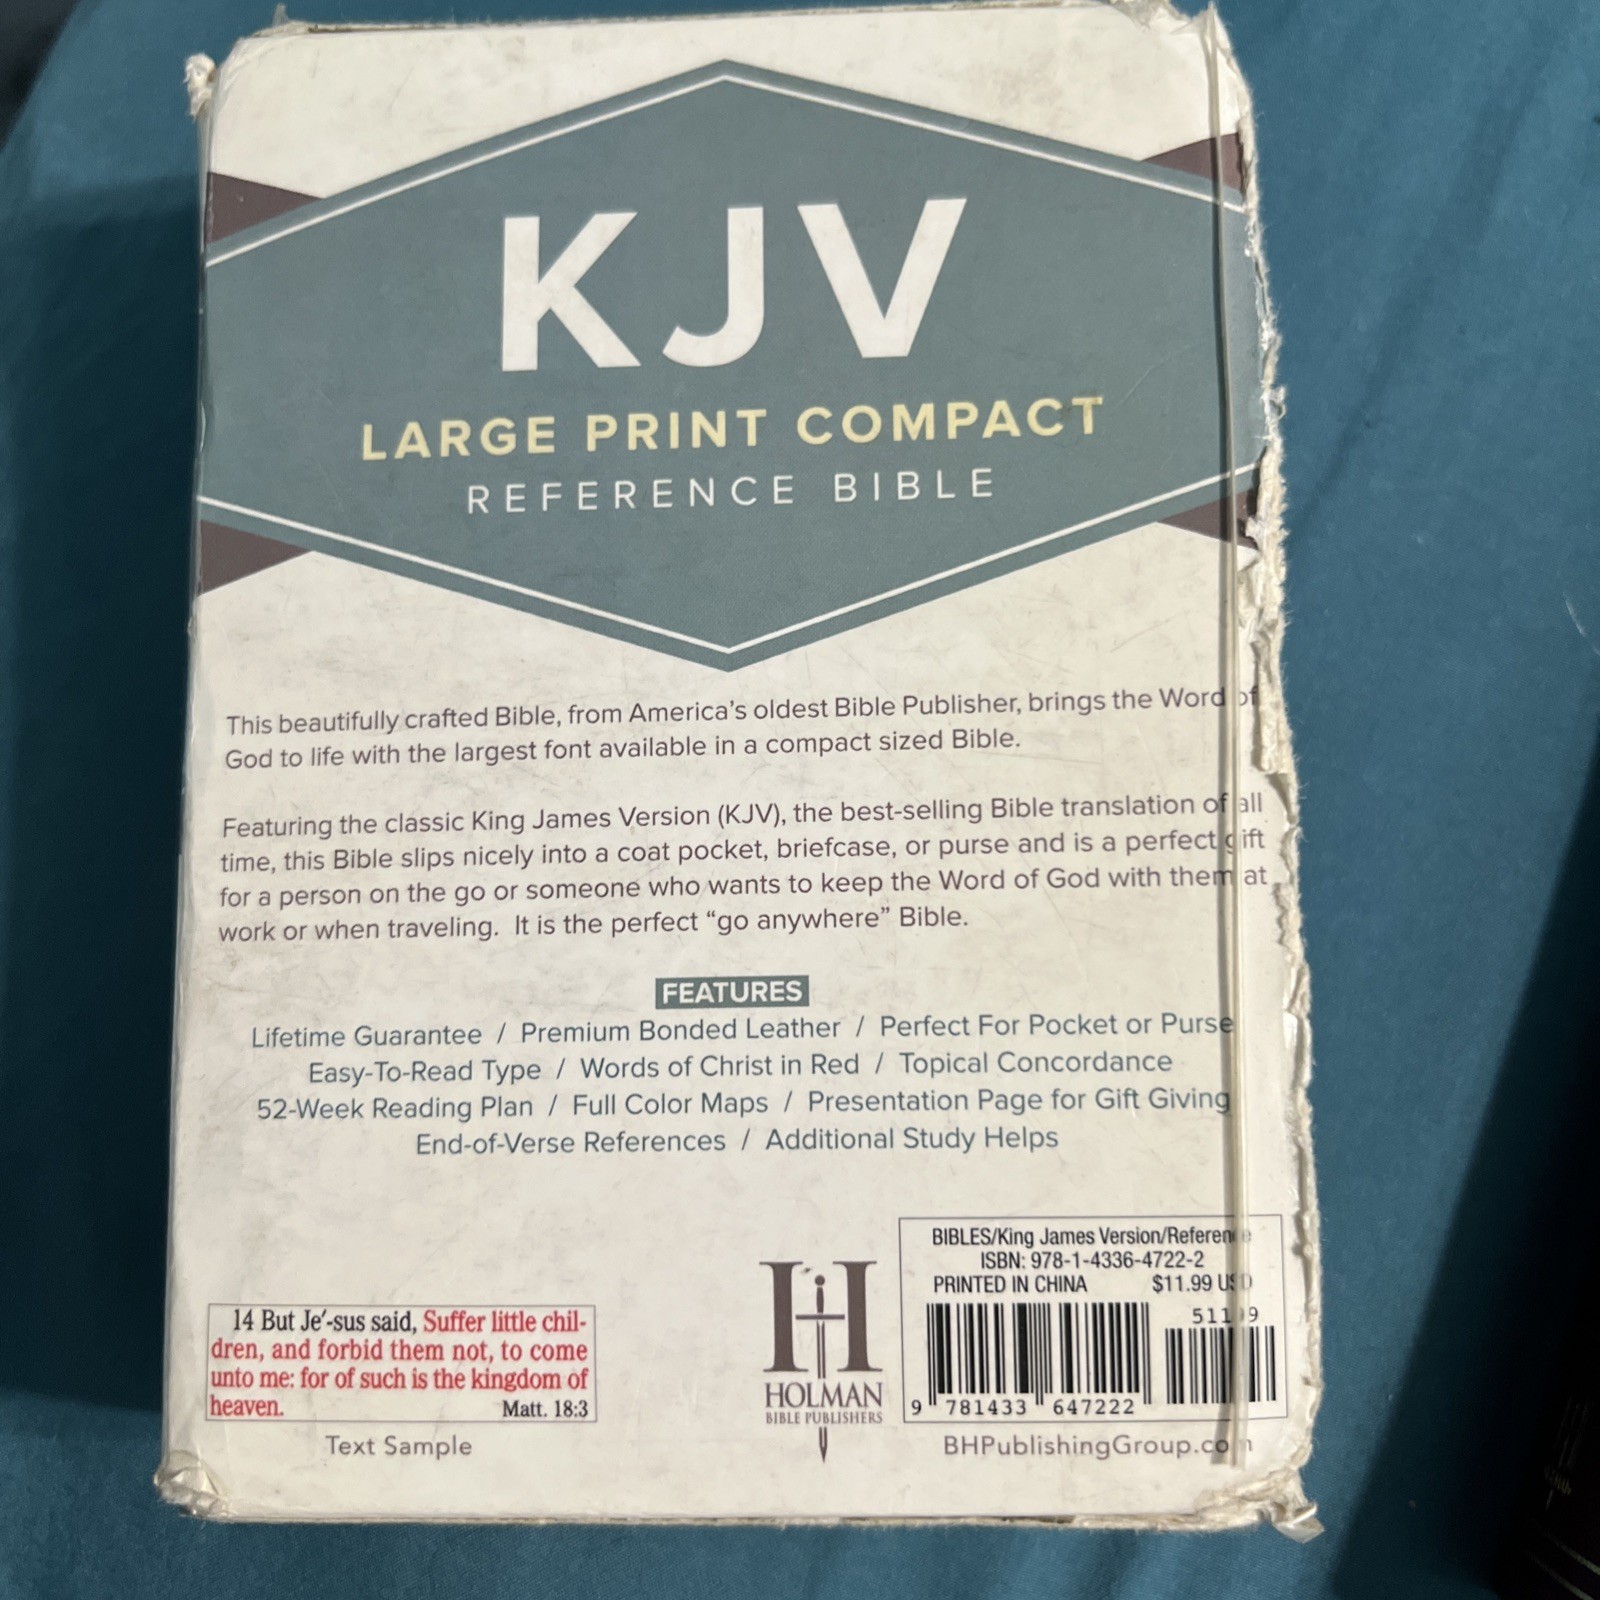 KJV
LARGE PRINT COMPACT
REFERENCE BIBLE
This beautifully crafted Bible, from America's oldest Bible Publisher, brings the Word of
God to life with the largest font available in a compact sized Bible.
Featuring the classic King James Version (KJV), the best-selling Bible translation of all
time, this Bible slips nicely into a coat pocket, briefcase, or purse and is a perfect gift
for a person on the go or someone who wants to keep the Word of God with them at
work or when traveling. It is the perfect “go anywhere” Bible.
FEATURES
Lifetime Guarantee / Premium Bonded Leather / Perfect For Pocket or Purse
Easy-To-Read Type / Words of Christ in Red / Topical Concordance
52-Week Reading Plan / Full Color Maps / Presentation Page for Gift Giving
End-of-Verse References / Additional Study Helps
14 But Je′-sus said, Suffer little chil-
dren, and forbid them not, to come
unto me: for of such is the kingdom of
heaven. Matt. 18:3
Text Sample
H
HOLMAN
BIBLE PUBLISHERS
BIBLES/King James Version/Reference
ISBN: 978-1-4336-4722-2
PRINTED IN CHINA $11.99 USD
51199
9 781433 647222
BHPublishingGroup.com